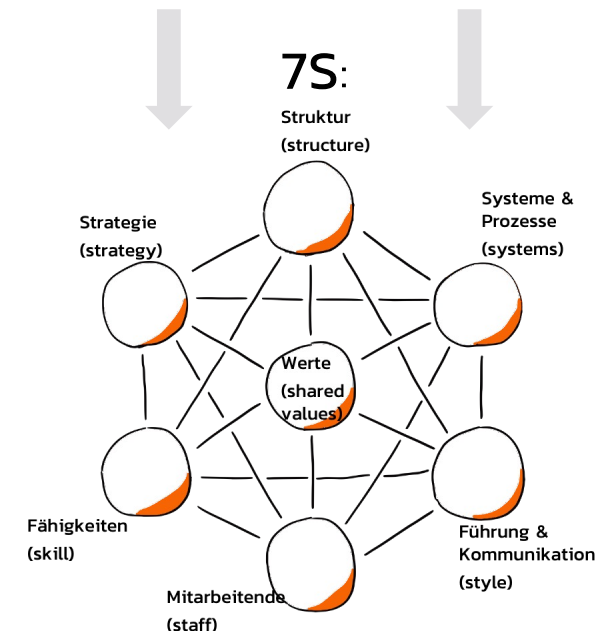 7S:
Struktur
(structure)
Strategie
(strategy)
Systeme &
Prozesse
(systems)
Werte
(shared
values)
Fähigkeiten
(skill)
Führung &
Kommunikation
(style)
Mitarbeitende
(staff)